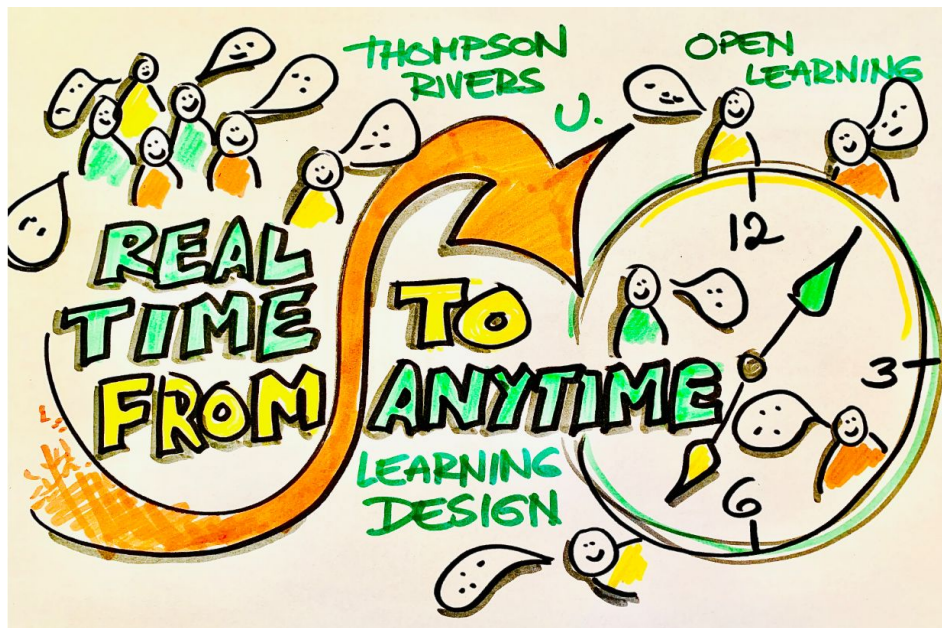 THOMPSON
RIVERS
U.
OPEN
LEARNING
REAL
TIME
FROM
TO
ANYTIME
LEARNING
DESIGN
12
3
6